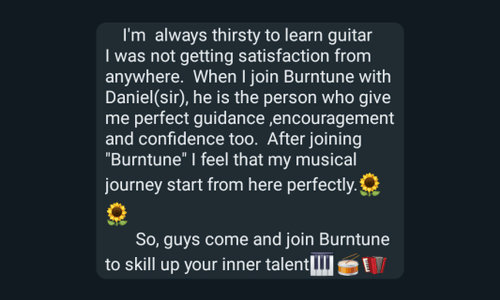 I'm  always thirsty to learn guitar
I was not getting satisfaction from
anywhere.  When I join Burntune with
Daniel(sir), he is the person who give
me perfect guidance ,encouragement
and confidence too.  After joining
"Burntune" I feel that my musical
journey start from here perfectly.🌻
🌻
So, guys come and join Burntune
to skill up your inner talent🎹🥁🪗